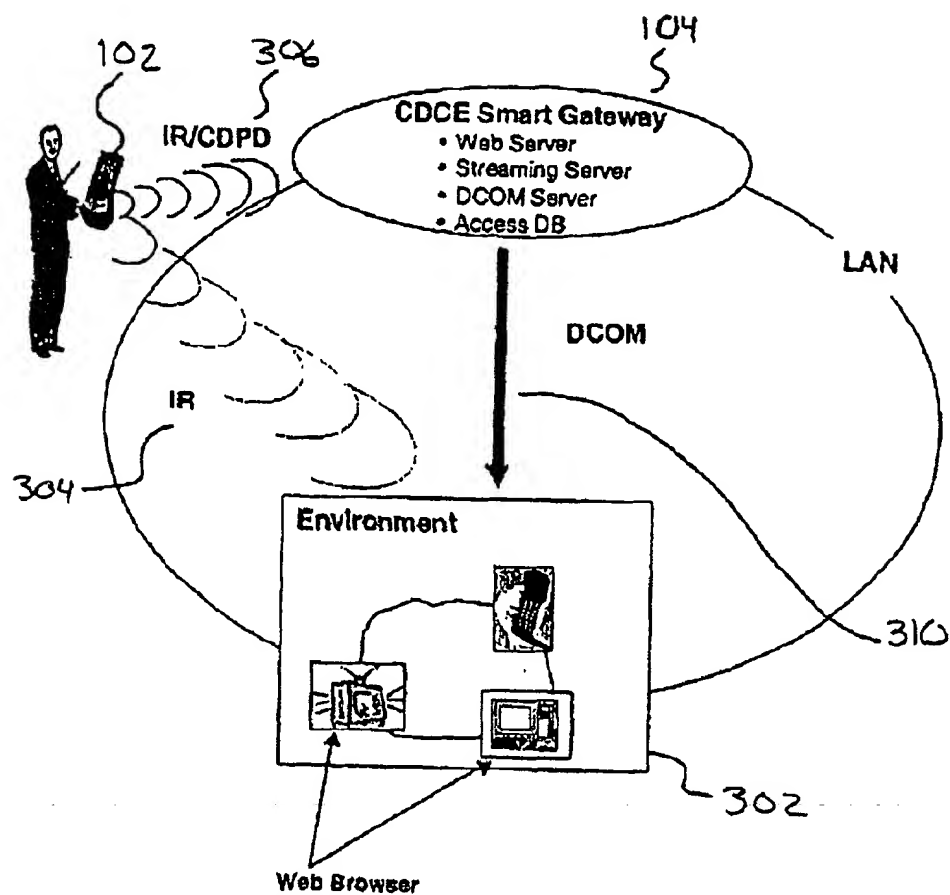 104
102
306
IR/CDPD
CDCE Smart Gateway
• Web Server
• Streaming Server
• DCOM Server
• Access DB
LAN
DCOM
IR
304
Environment
310
302
Web Browser